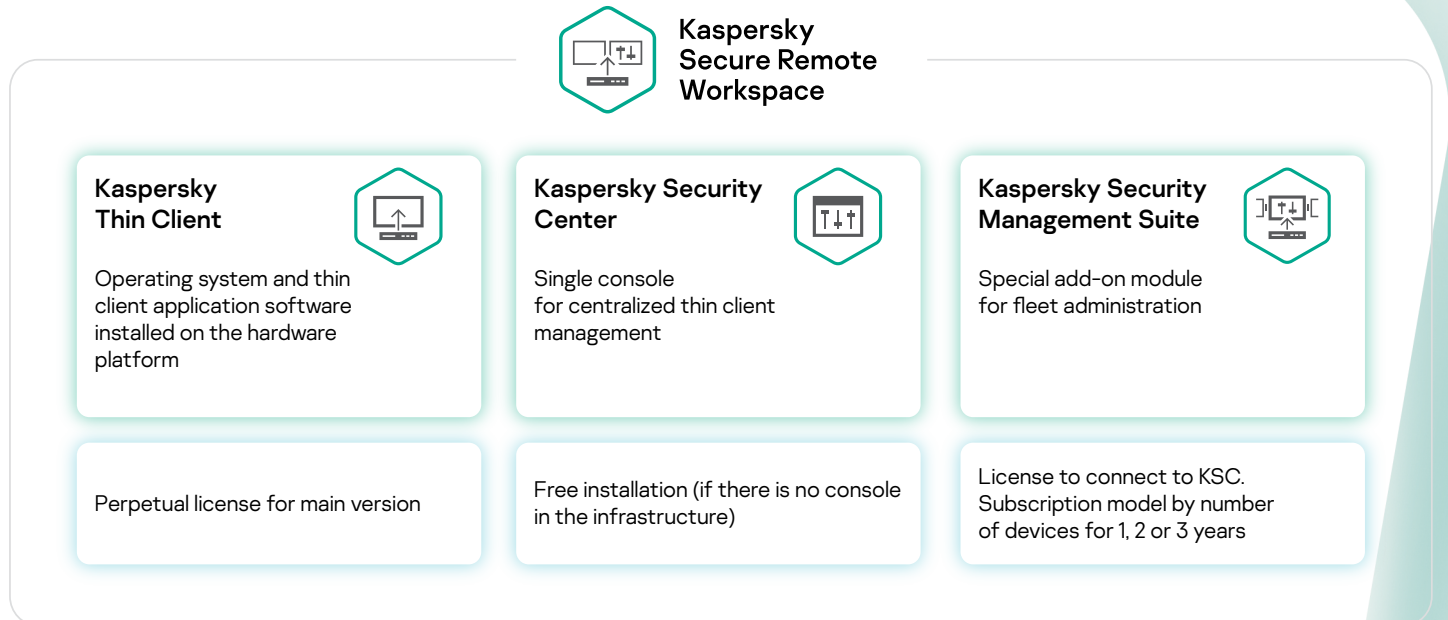 Kaspersky
Secure Remote
Workspace
Kaspersky
Thin Client
Operating system and thin
client application software
installed on the hardware
platform
Perpetual license for main version
Kaspersky Security
Center
Single console
for centralized thin client
management
Free installation (if there is no console
in the infrastructure)
Kaspersky Security
Management Suite
Special add-on module
for fleet administration
License to connect to KSC.
Subscription model by number
of devices for 1, 2 or 3 years